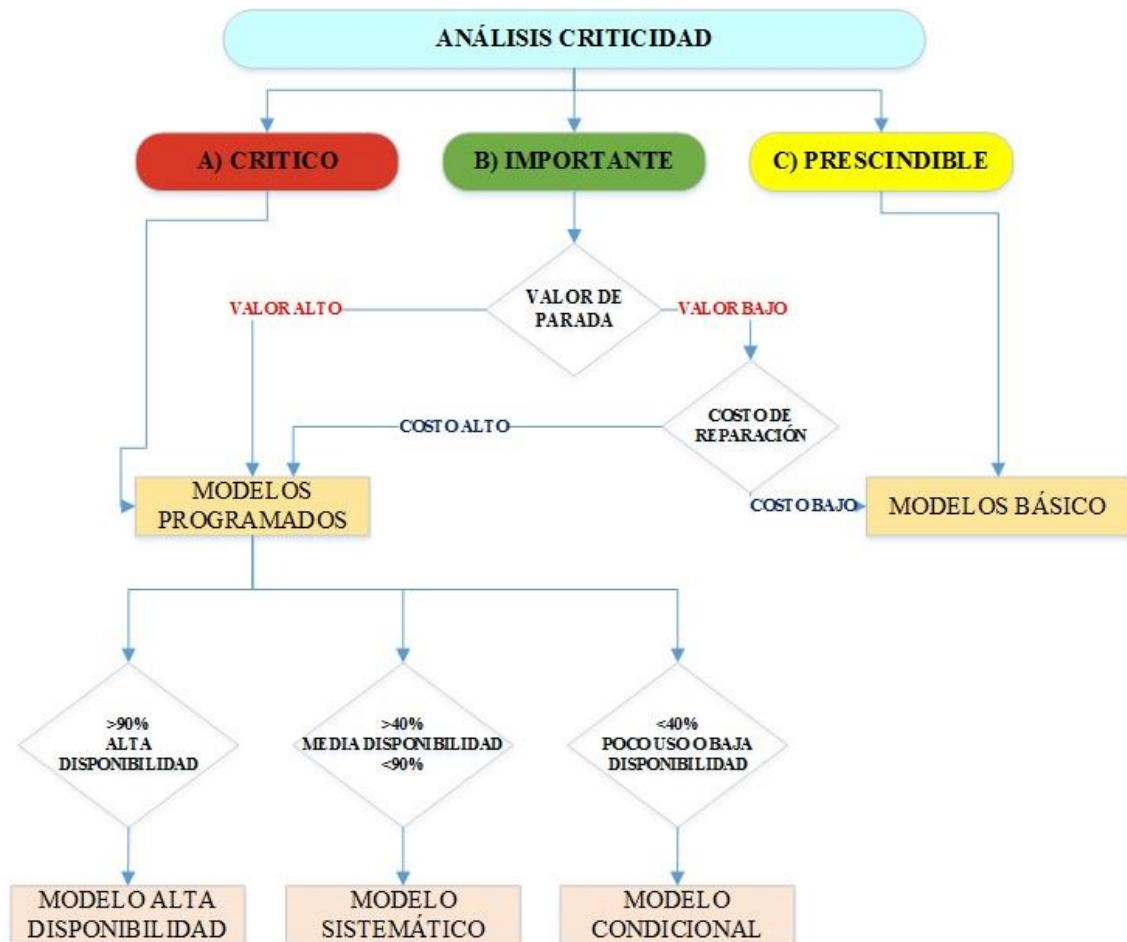 ANÁLISIS CRITICIDAD
A) CRITICO
B) IMPORTANTE
C) PRESCINDIBLE
VALOR DE
PARADA
VALOR ALTO
VALOR BAJO
COSTO DE
REPARACIÓN
COSTO ALTO
COSTO BAJO
MODELOS
PROGRAMADOS
MODELOS BÁSICO
>90%
ALTA
DISPONIBILIDAD
>40%
MEDIA DISPONIBILIDAD
<90%
<40%
POCO USO O BAJA
DISPONIBILIDAD
MODELO ALTA
DISPONIBILIDAD
MODELO
SISTEMÁTICO
MODELO
CONDICIONAL